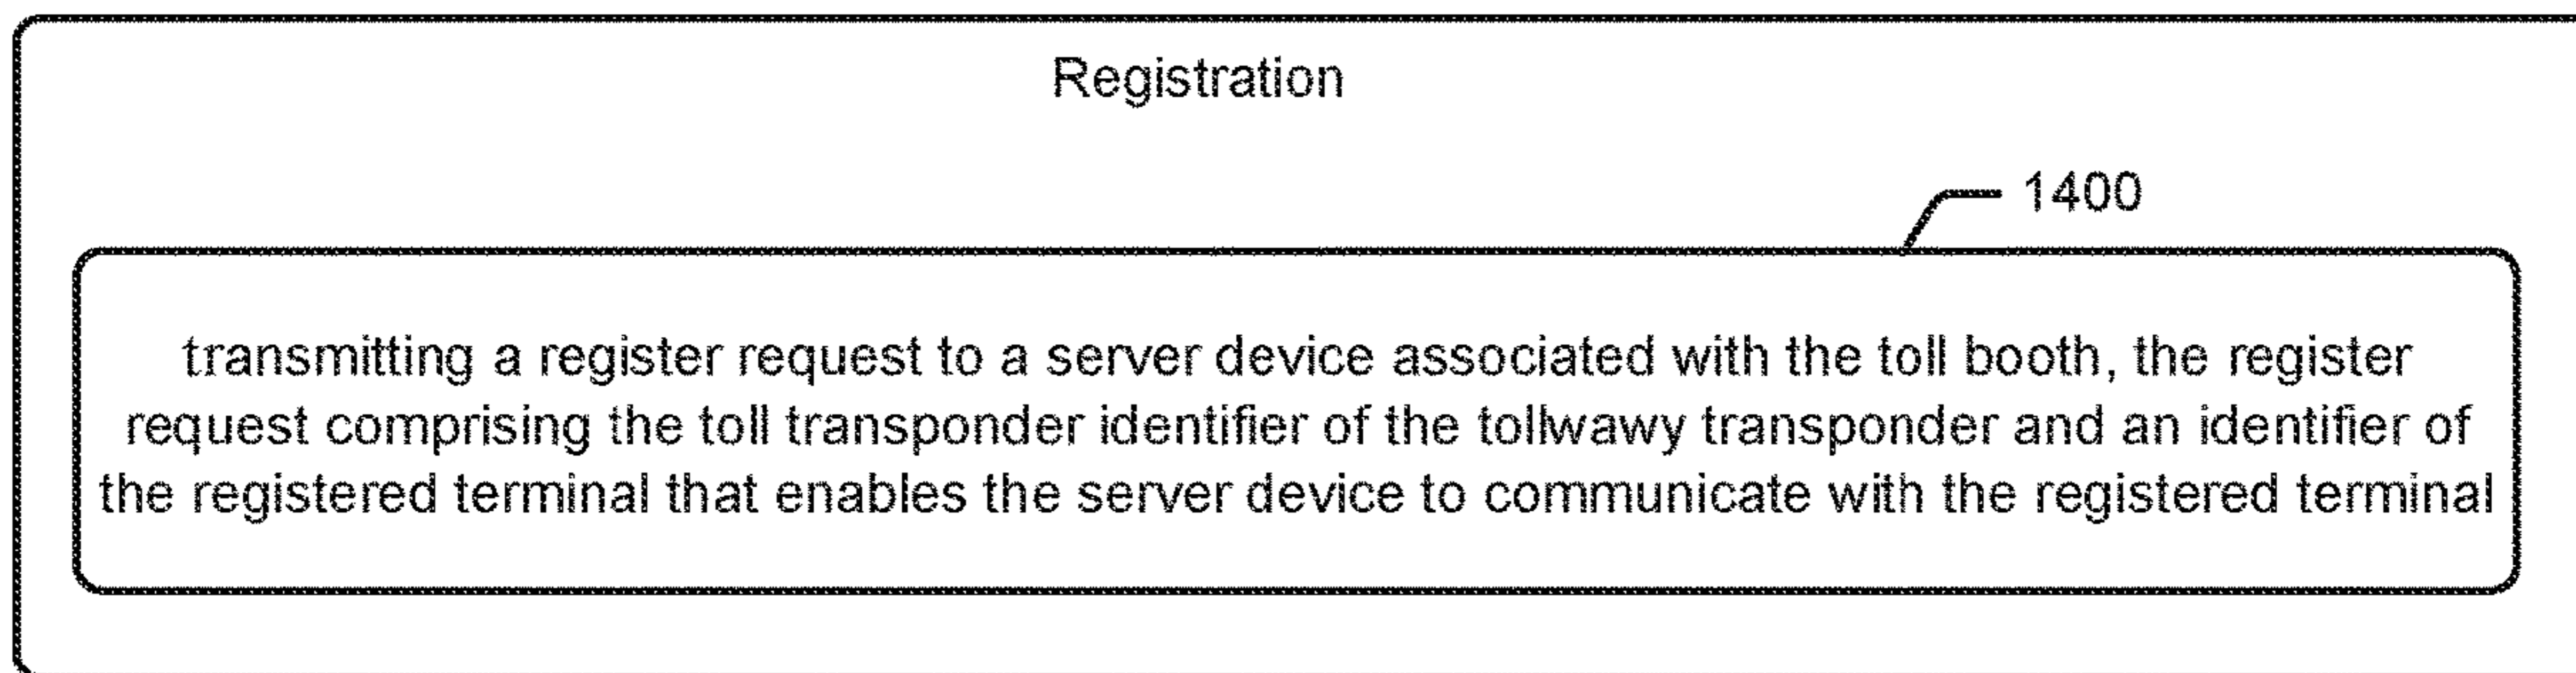 Registration
1400
transmitting a register request to a server device associated with the toll booth, the register
request comprising the toll transponder identifier of the tollwawy transponder and an identifier of
the registered terminal that enables the server device to communicate with the registered terminal